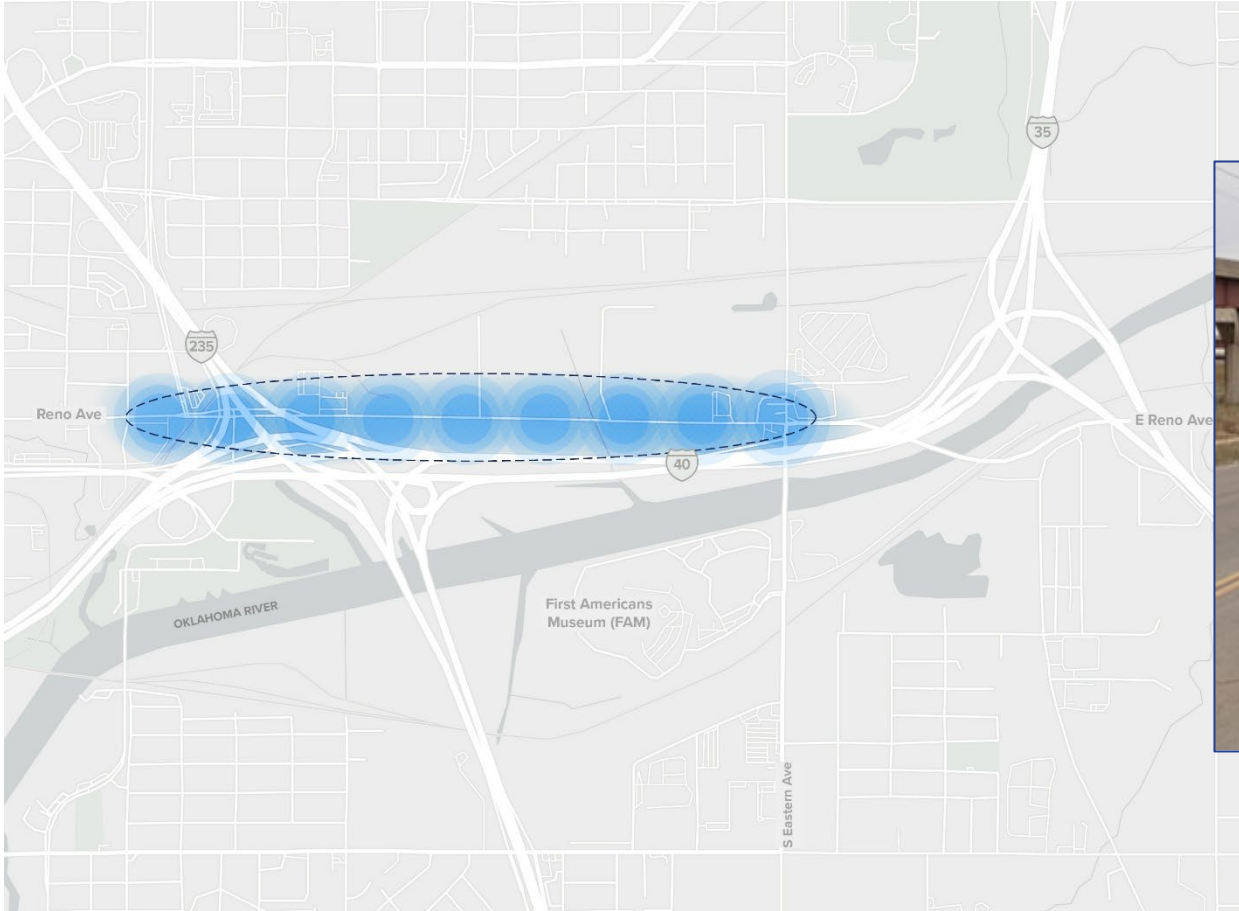 35
235
Reno Ave
E Reno Ave
40
OKLAHOMA RIVER
First Americans
Museum (FAM)
S Eastern Ave